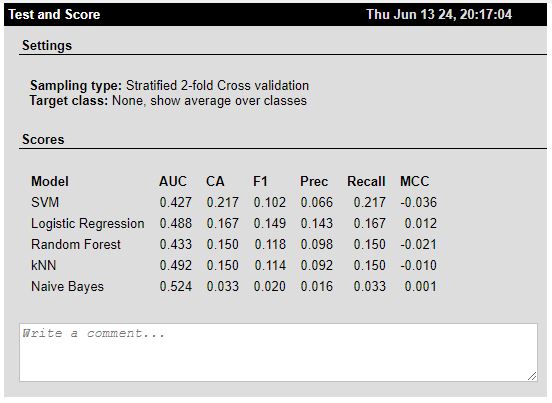 Test and Score Thu Jun 13 24, 20:17:04
Settings
Sampling type: Stratified 2-fold Cross validation
Target class: None, show average over classes
Scores
Model AUC CA F1 Prec Recall MCC
SVM 0.427 0.217 0.102 0.066 0.217 -0.036
Logistic Regression 0.488 0.167 0.149 0.143 0.167 0.012
Random Forest 0.433 0.150 0.118 0.098 0.150 -0.021
kNN 0.492 0.150 0.114 0.092 0.150 -0.010
Naive Bayes 0.524 0.033 0.020 0.016 0.033 0.001
Write a comment...